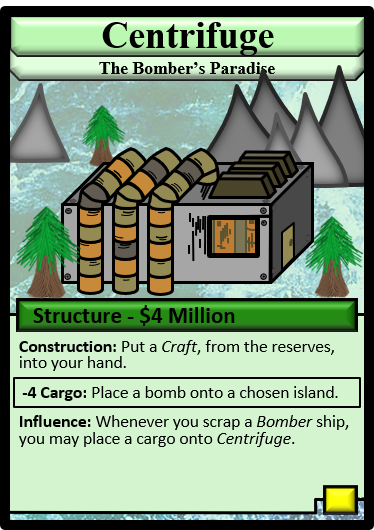 Centrifuge
The Bomber's Paradise
Structure - $4 Million
Construction: Put a Craft, from the reserves,
into your hand.
-4 Cargo: Place a bomb onto a chosen island.
Influence: Whenever you scrap a Bomber ship,
you may place a cargo onto Centrifuge.